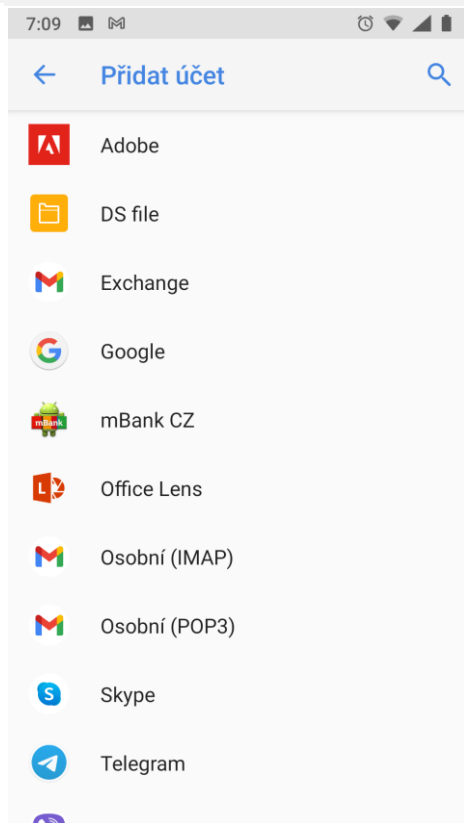 7:09
Přidat účet
Adobe
DS file
Exchange
Google
mBank
mBank CZ
L
Office Lens
Osobní (IMAP)
Osobní (POP3)
S
Skype
Telegram